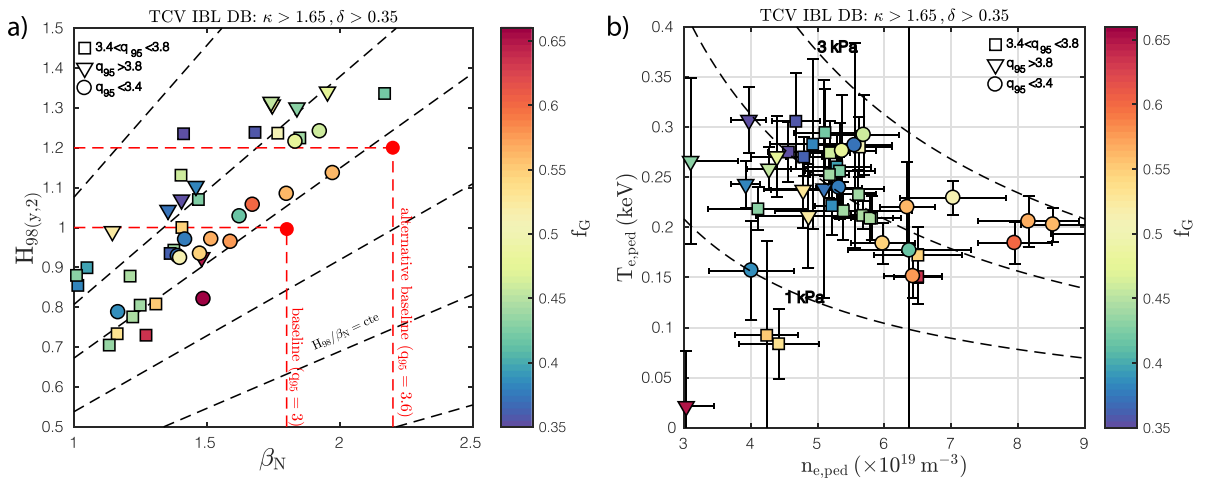 a)
TCV IBL DB: κ > 1.65, δ > 0.35
H98(y,2)
1.5
1.4
1.3
1.2
1.1
1
0.9
0.8
0.7
0.6
0.5
3.4<q95<3.8
q95>3.8
q95<3.4
H98/βN = cte
baseline (q95 = 3)
alternative baseline (q95 = 3.6)
1
1.5
2
2.5
βN
0.65
0.6
0.55
0.5
0.45
0.4
0.35
fG
b)
TCV IBL DB: κ > 1.65, δ > 0.35
Te,ped (keV)
0.4
0.35
0.3
0.25
0.2
0.15
0.1
0.05
0
3 kPa
1 kPa
3.4<q95<3.8
q95>3.8
q95<3.4
3
4
5
6
7
8
9
ne,ped (×10^19 m^−3)
0.65
0.6
0.55
0.5
0.45
0.4
0.35
fG